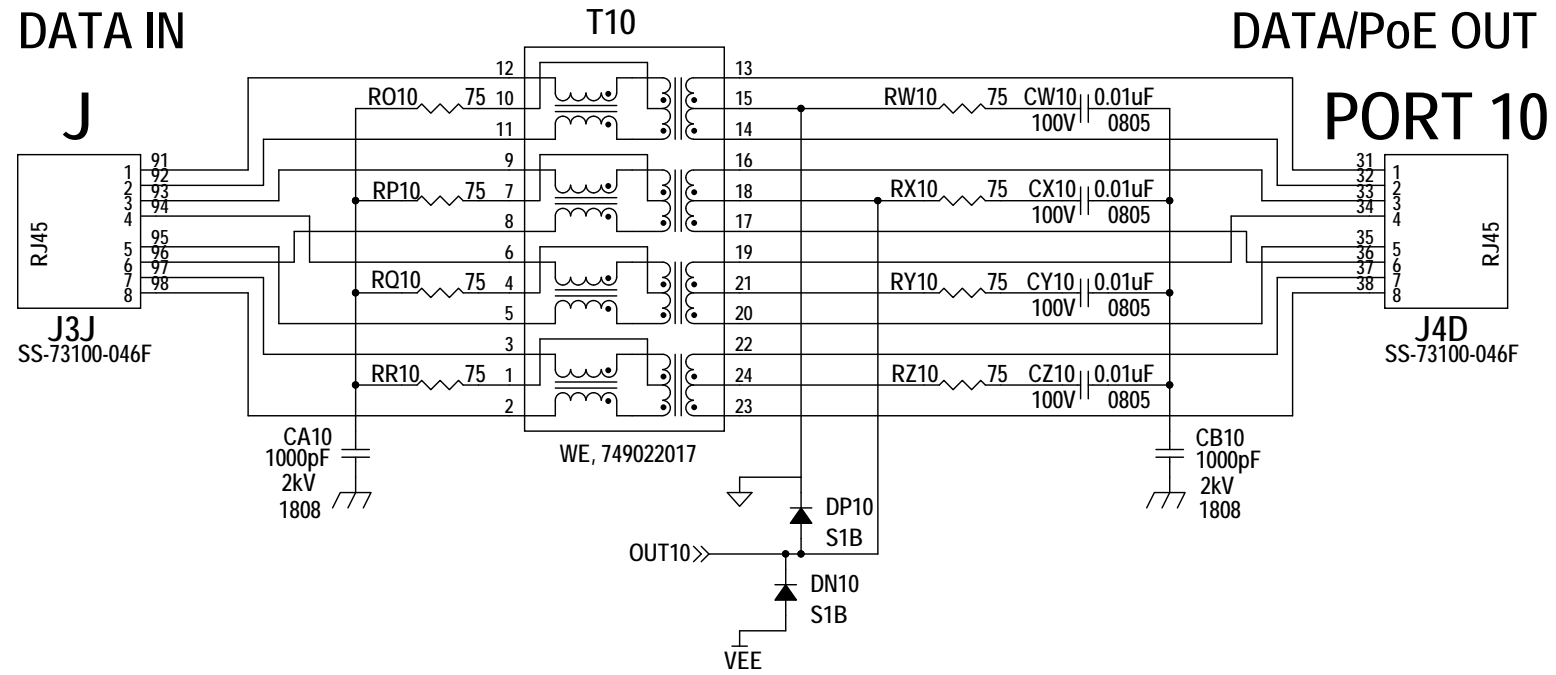 DATA IN
T10
DATA/PoE OUT
J
PORT 10
12
13
RO10 75 10
15 RW10 75 CW10 0.01uF
100V 0805
11
14
91
92
93
94
95
96
97
98
1
2
3
4
5
6
7
8
RJ45
J3J
SS-73100-046F
9
16
RP10 75 7
18 RX10 75 CX10 0.01uF
100V 0805
8
17
6
19
RQ10 75 4
21 RY10 75 CY10 0.01uF
100V 0805
5
20
3
22
RR10 75 1
24 RZ10 75 CZ10 0.01uF
100V 0805
2
23
31
32
33
34
35
36
37
38
1
2
3
4
5
6
7
8
RJ45
J4D
SS-73100-046F
CA10
1000pF
2kV
1808
WE, 749022017
CB10
1000pF
2kV
1808
DP10
S1B
OUT10
DN10
S1B
VEE